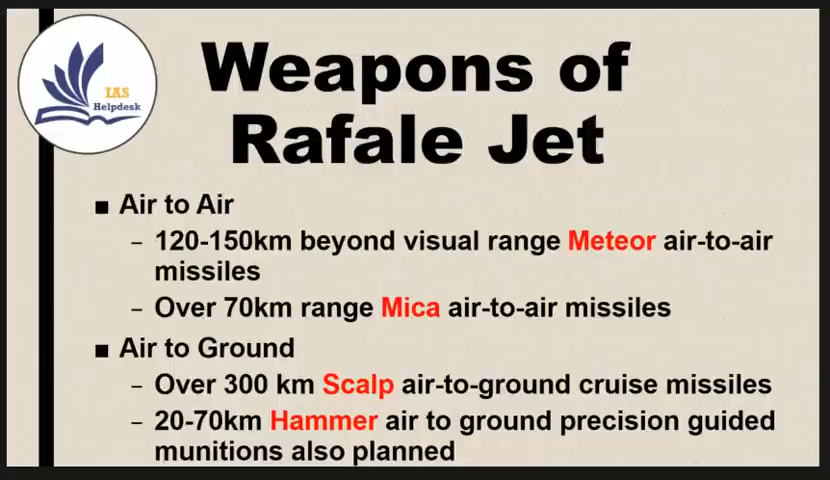 IAS
Helpdesk
Weapons of
Rafale Jet
■ Air to Air
– 120-150km beyond visual range Meteor air-to-air
missiles
– Over 70km range Mica air-to-air missiles
■ Air to Ground
– Over 300 km Scalp air-to-ground cruise missiles
– 20-70km Hammer air to ground precision guided
munitions also planned